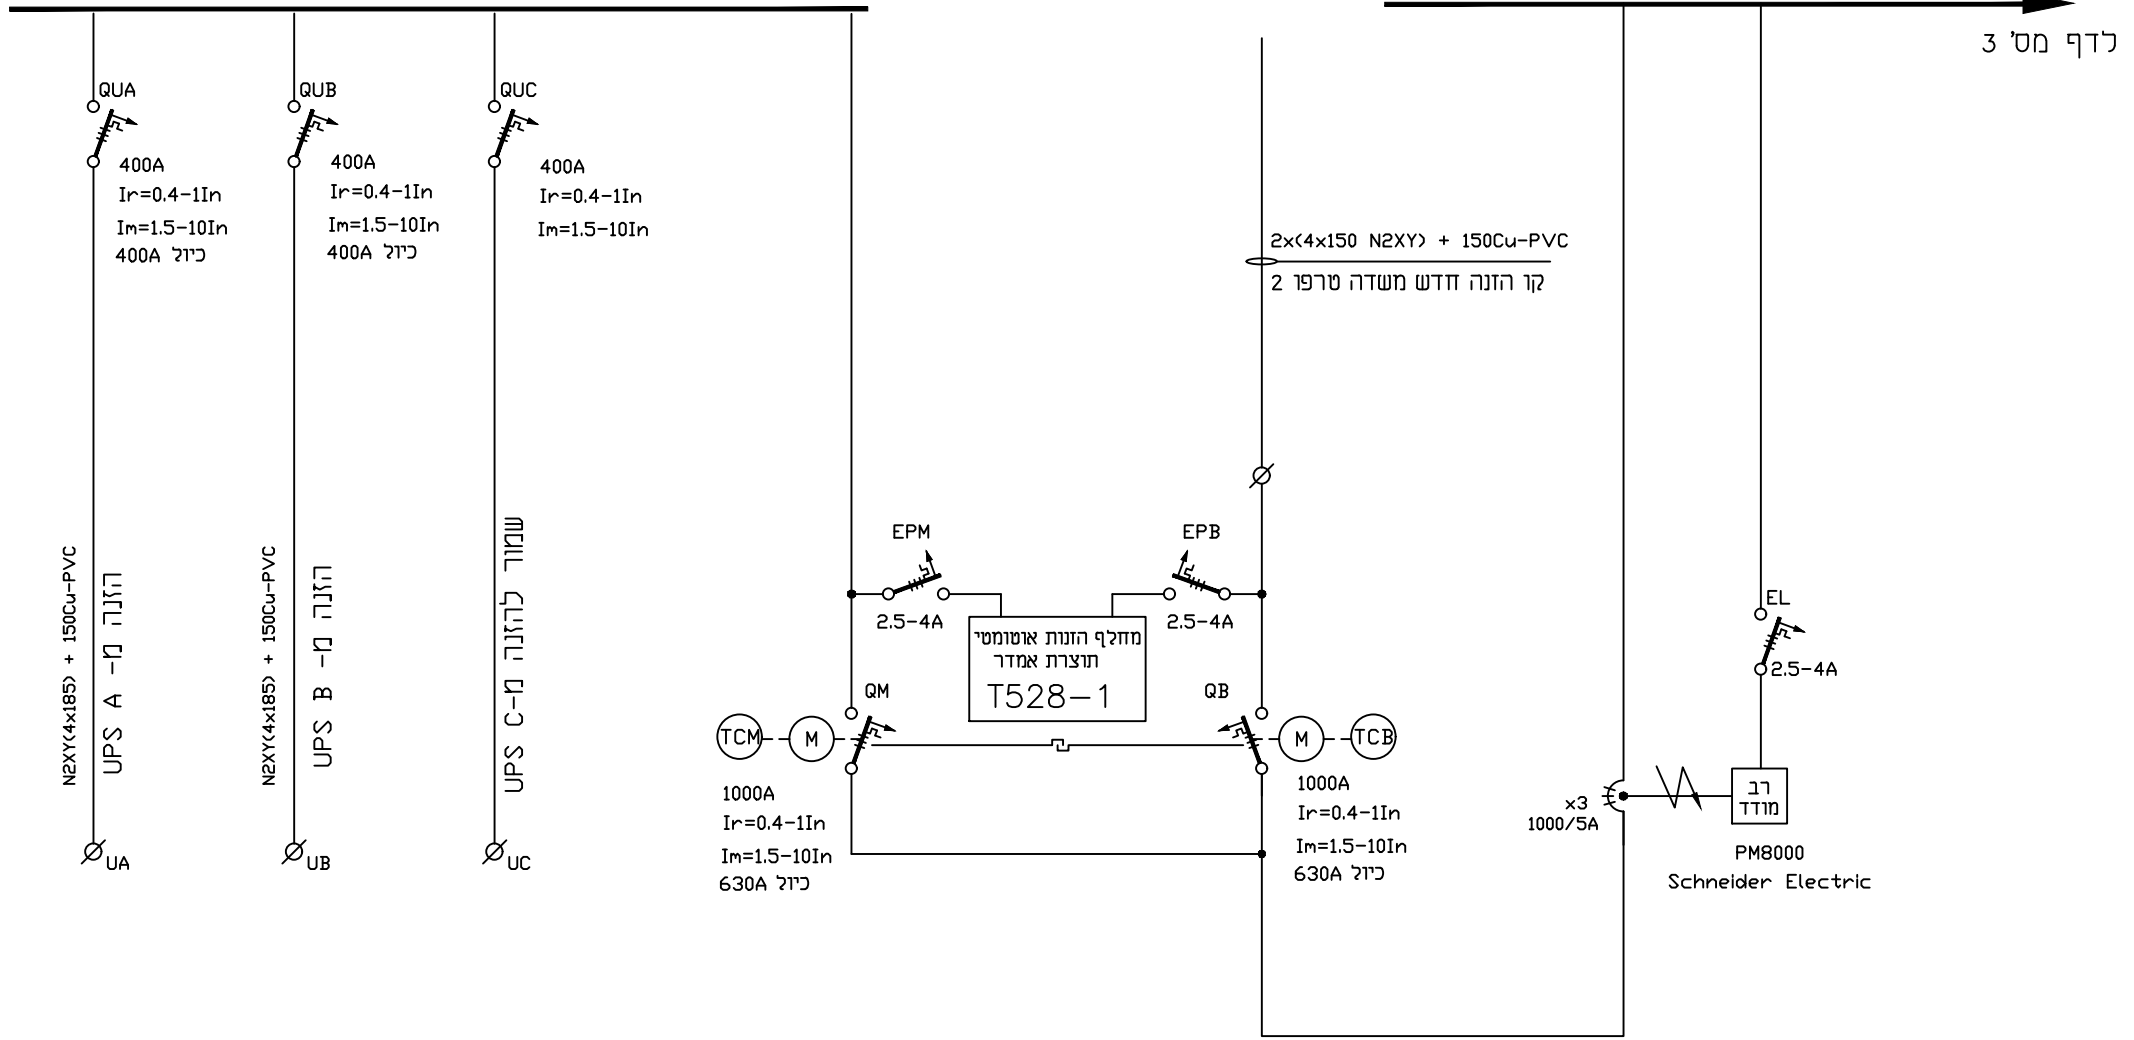 לדף מס' 3
QUA
400A
Ir=0.4-1In
Im=1.5-10In
כיול 400A
QUB
400A
Ir=0.4-1In
Im=1.5-10In
כיול 400A
QUC
400A
Ir=0.4-1In
Im=1.5-10In
2x(4x150 N2XY) + 150Cu-PVC
קו הזנה חדש משדה טרפו 2
N2XY(4x185) + 150Cu-PVC
הזנה מ- UPS A
N2XY(4x185) + 150Cu-PVC
הזנה מ- UPS B
שמור להזנה מ-UPS C
UA
UB
UC
EPM
2.5-4A
EPB
2.5-4A
מחלף הזנות אוטומטי
תוצרת אמדר
T528-1
QM
TCM
M
1000A
Ir=0.4-1In
Im=1.5-10In
כיול 630A
QB
M
TCB
1000A
Ir=0.4-1In
Im=1.5-10In
כיול 630A
x3
1000/5A
EL
2.5-4A
רב
מודד
PM8000
Schneider Electric